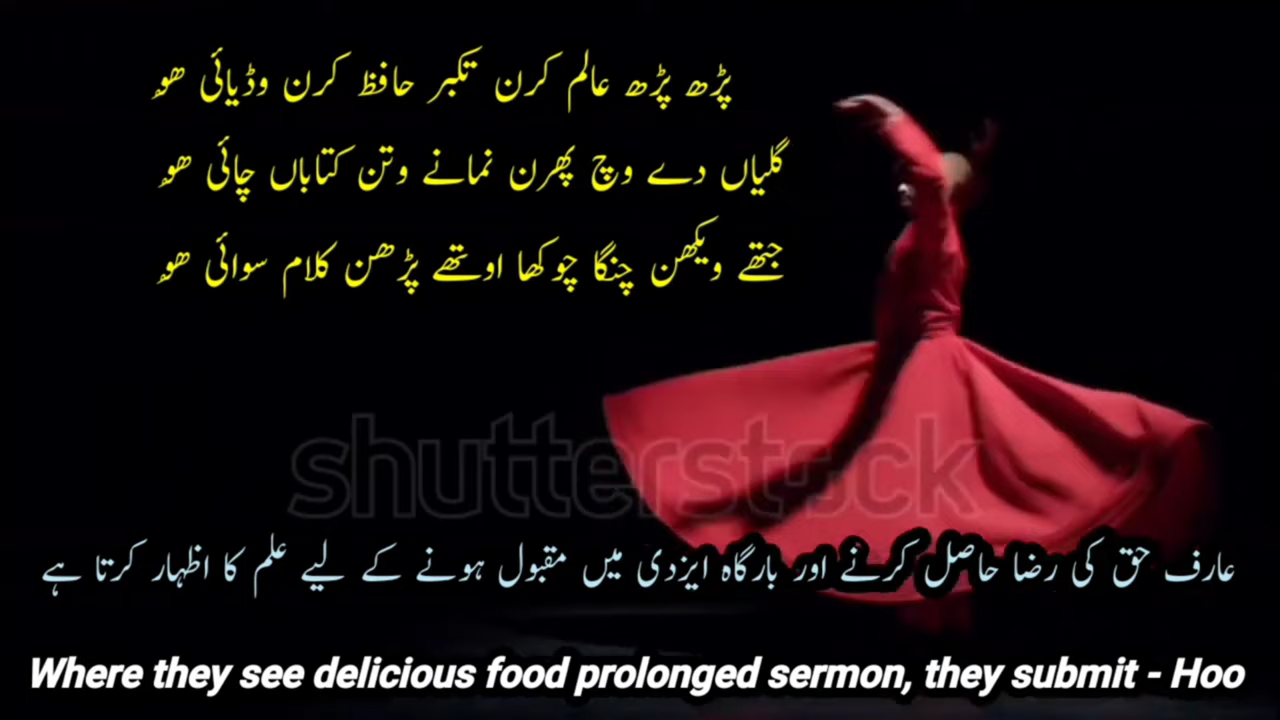 پڑھ پڑھ عالم کرن تکبر حافظ کرن وڈیائی ھو
گلیاں دے وچ پھرن نمانے وتن کتاباں چائی ھو
جتھے ویکھن چنگا چوکھا اوتھے پڑھن کلام سوائی ھو
shutterstock
عارف حق کی رضا حاصل کرنے اور بارگاہ ایزدی میں مقبول ہونے کے لیے علم کا اظہار کرتا ہے
Where they see delicious food prolonged sermon, they submit - Hoo